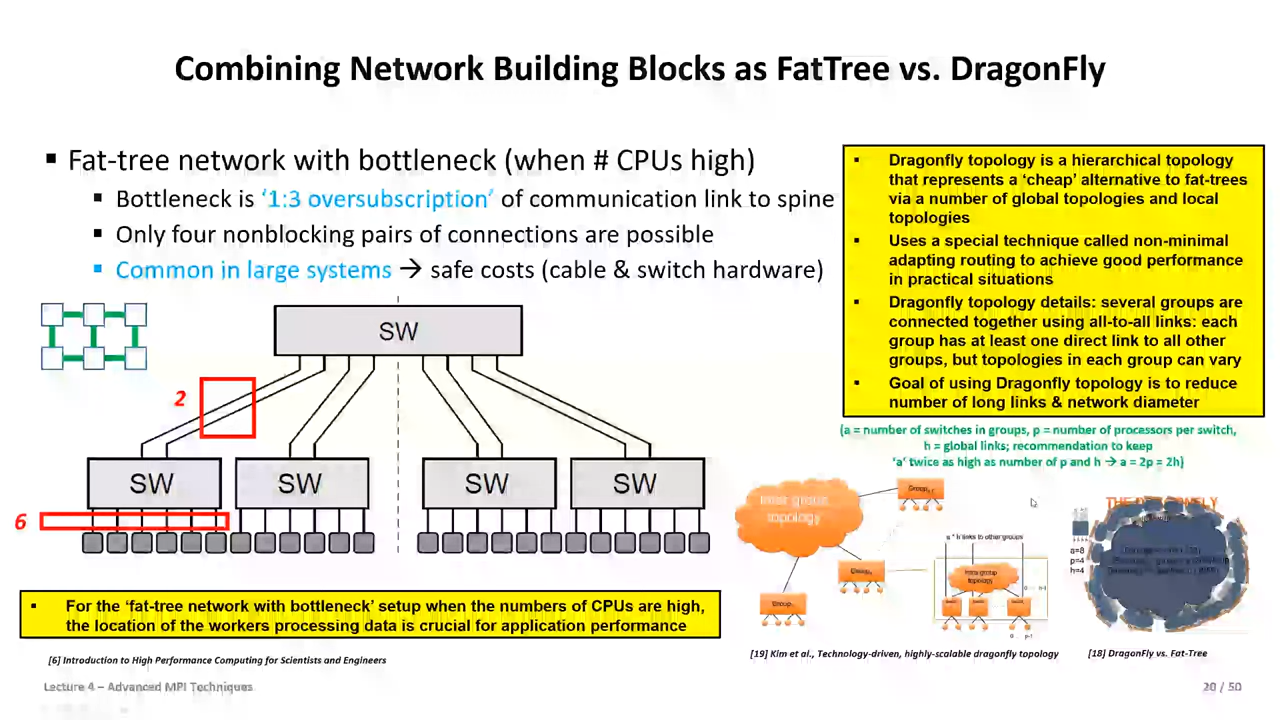 Combining Network Building Blocks as FatTree vs. DragonFly
▪ Fat-tree network with bottleneck (when # CPUs high)
▪ Bottleneck is ‘1:3 oversubscription’ of communication link to spine
▪ Only four nonblocking pairs of connections are possible
▪ Common in large systems → safe costs (cable & switch hardware)
▪ Dragonfly topology is a hierarchical topology
that represents a ‘cheap’ alternative to fat-trees
via a number of global topologies and local
topologies
▪ Uses a special technique called non-minimal
adapting routing to achieve good performance
in practical situations
▪ Dragonfly topology details: several groups are
connected together using all-to-all links: each
group has at least one direct link to all other
groups, but topologies in each group can vary
▪ Goal of using Dragonfly topology is to reduce
number of long links & network diameter
(a = number of switches in groups, p = number of processors per switch,
h = global links; recommendation to keep
‘a’ twice as high as number of p and h → a = 2p = 2h)
SW
2
SW
SW
SW
SW
6
topology
a * h links to other groups
Intra-group
topology
0 .. p-1
THE DRAGONFLY
a=8
p=4
h=4
▪ For the ‘fat-tree network with bottleneck’ setup when the numbers of CPUs are high,
the location of the workers processing data is crucial for application performance
[6] Introduction to High Performance Computing for Scientists and Engineers
[19] Kim et al., Technology-driven, highly-scalable dragonfly topology
[18] DragonFly vs. Fat-Tree
Lecture 4 – Advanced MPI Techniques
20 / 50